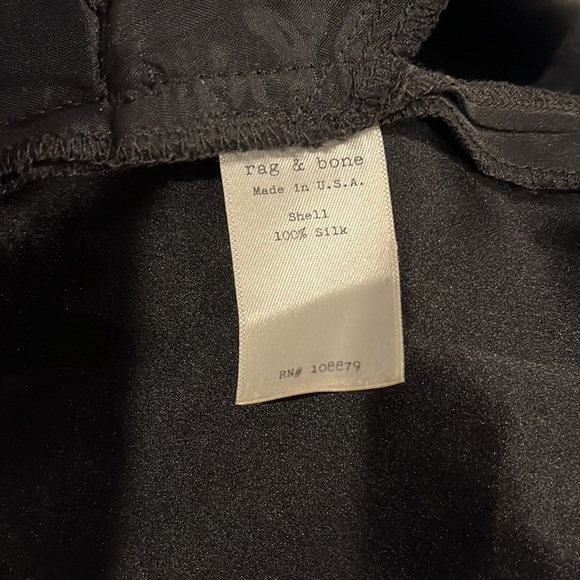 rag & bone
Made in U.S.A.
Shell
100% Silk
RN# 108879